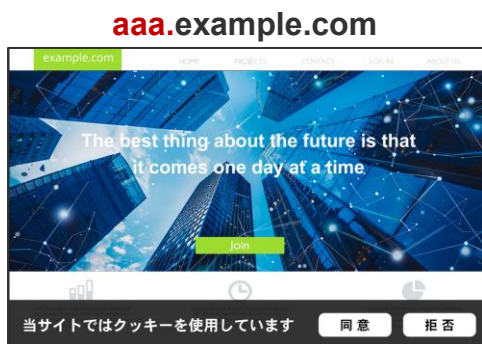 aaa.example.com
example.com HOME PROJECTS CONTACT LOG IN ABOUT US
The best thing about the future is that
it comes one day at a time
Join
当サイトではクッキーを使用しています 同意 拒否